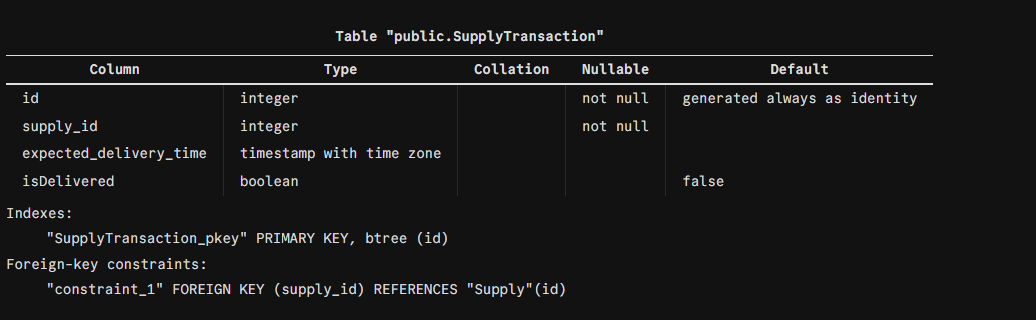 Table "public.SupplyTransaction"
Column Type Collation Nullable Default
id integer not null generated always as identity
supply_id integer not null
expected_delivery_time timestamp with time zone
isDelivered boolean false
Indexes:
"SupplyTransaction_pkey" PRIMARY KEY, btree (id)
Foreign-key constraints:
"constraint_1" FOREIGN KEY (supply_id) REFERENCES "Supply"(id)